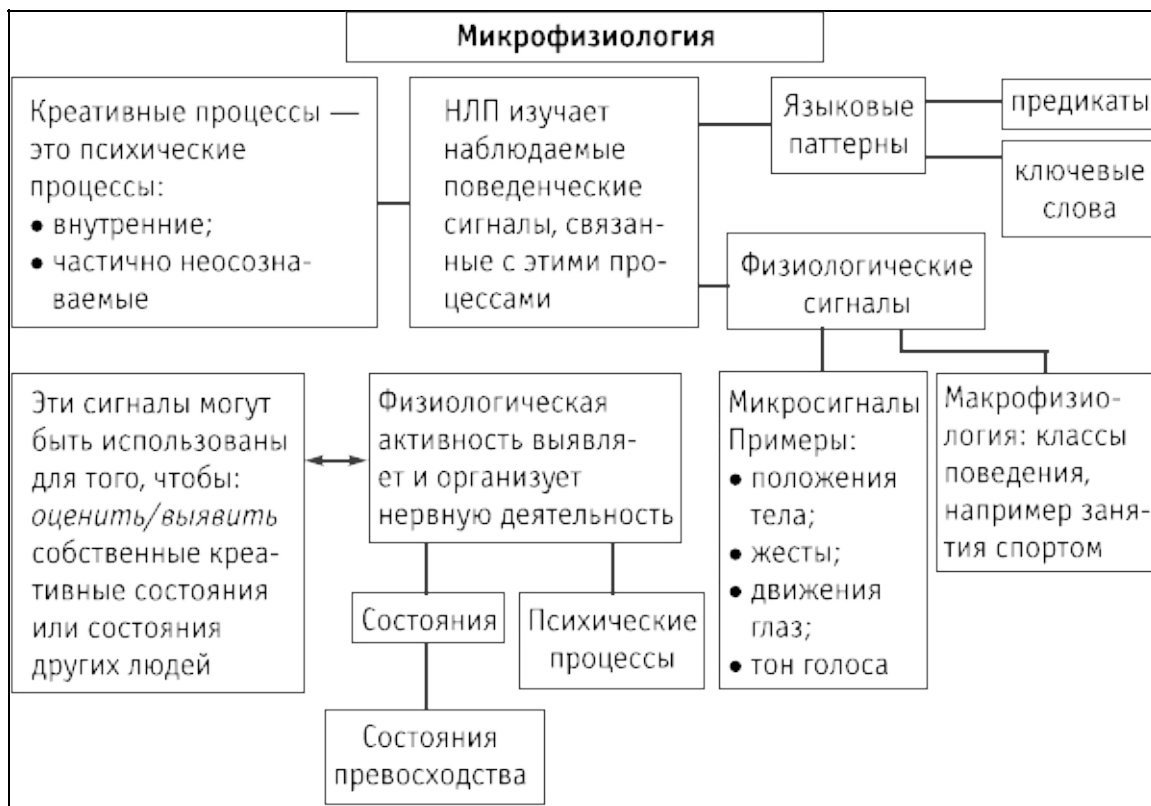 Микрофизиология
Креативные процессы —
это психические
процессы:
• внутренние;
• частично неосозна-
ваемые
НЛП изучает
наблюдаемые
поведенческие
сигналы, связан-
ные с этими про-
цессами
Языковые
паттерны
предикаты
ключевые
слова
Физиологические
сигналы
Эти сигналы могут
быть использованы
для того, чтобы:
оценить/выявить
собственные креа-
тивные состояния
или состояния
других людей
Физиологическая
активность выявля-
ет и организует
нервную деятельность
Состояния
Психические
процессы
Состояния
превосходства
Микросигналы
Примеры:
• положения
тела;
• жесты;
• движения
глаз;
• тон голоса
Макрофизио-
логия: классы
поведения,
например заня-
тия спортом